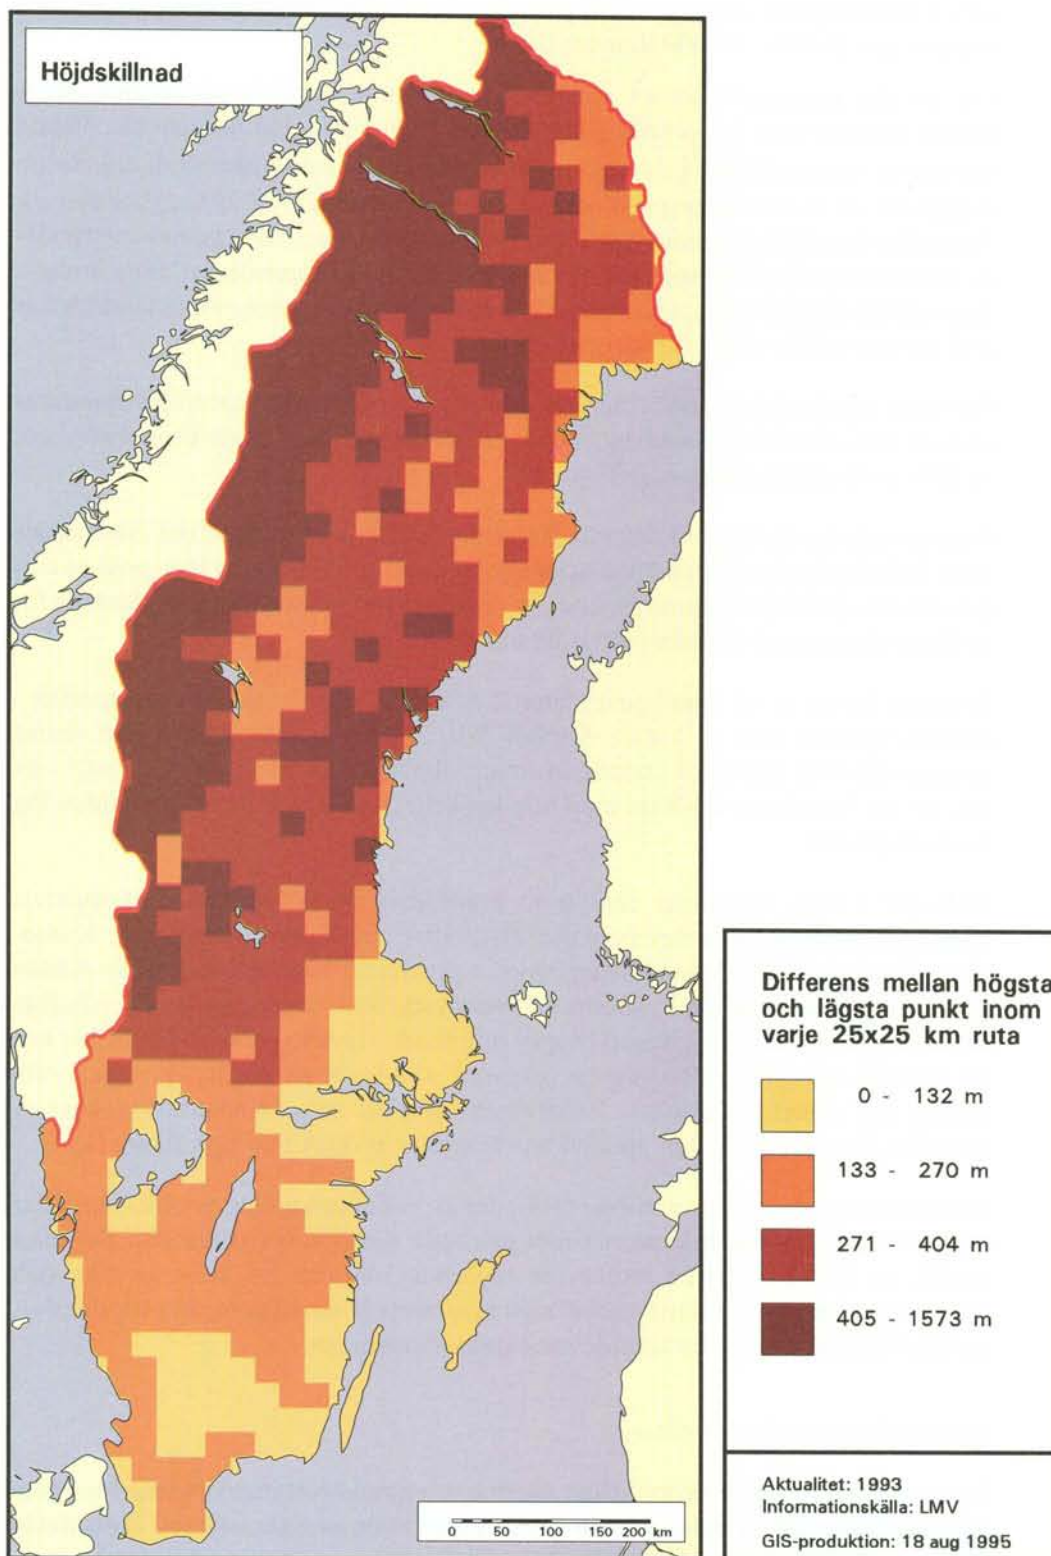 Höjdskillnad
Differens mellan högsta
och lägsta punkt inom
varje 25x25 km ruta
0 - 132 m
133 - 270 m
271 - 404 m
405 - 1573 m
0 50 100 150 200 km
Aktualitet: 1993
Informationskälla: LMV
GIS-produktion: 18 aug 1995